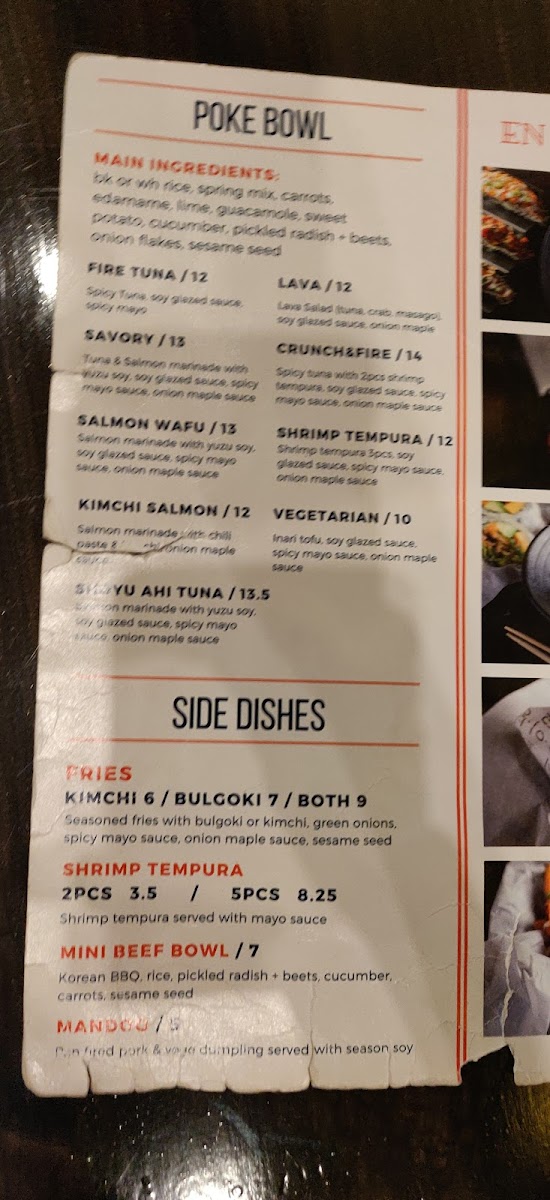 POKE BOWL
MAIN INGREDIENTS:
bk or wh rice, spring mix, carrots,
edamame, lime, guacamole, sweet
potato, cucumber, pickled radish + beets,
onion flakes, sesame seed
FIRE TUNA / 12
Spicy Tuna, soy glazed sauce,
spicy mayo
SAVORY / 13
Tuna & Salmon marinade with
yuzu soy, soy glazed sauce, spicy
mayo sauce, onion maple sauce
SALMON WAFU / 13
Salmon marinade with yuzu soy,
soy glazed sauce, spicy mayo
sauce, onion maple sauce
KIMCHI SALMON / 12
Salmon marinade with chili
paste & onion maple
sauce
SHOYU AHI TUNA / 13.5
Salmon marinade with yuzu soy,
soy glazed sauce, spicy mayo
sauce, onion maple sauce
LAVA / 12
Lava Salad (tuna, crab, masago),
soy glazed sauce, onion maple
CRUNCH&FIRE / 14
Spicy tuna with 2pcs shrimp
tempura, soy glazed sauce, spicy
mayo sauce, onion maple sauce
SHRIMP TEMPURA / 12
Shrimp tempura 3pcs, soy
glazed sauce, spicy mayo sauce,
onion maple sauce
VEGETARIAN / 10
Inari tofu, soy glazed sauce,
spicy mayo sauce, onion maple
sauce
SIDE DISHES
FRIES
KIMCHI 6 / BULGOKI 7 / BOTH 9
Seasoned fries with bulgoki or kimchi, green onions,
spicy mayo sauce, onion maple sauce, sesame seed
SHRIMP TEMPURA
2PCS 3.5 / 5PCS 8.25
Shrimp tempura served with mayo sauce
MINI BEEF BOWL / 7
Korean BBQ, rice, pickled radish + beets, cucumber,
carrots, sesame seed
MANDOO / 5
Pan fired pork & dumpling served with season soy
EN